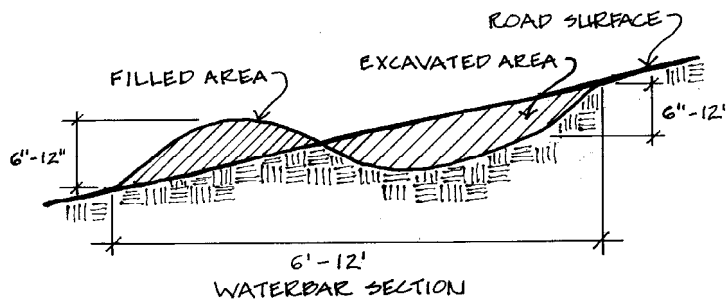 ROAD SURFACE
EXCAVATED AREA
FILLED AREA
6"-12"
6"-12"
6'-12'
WATERBAR SECTION